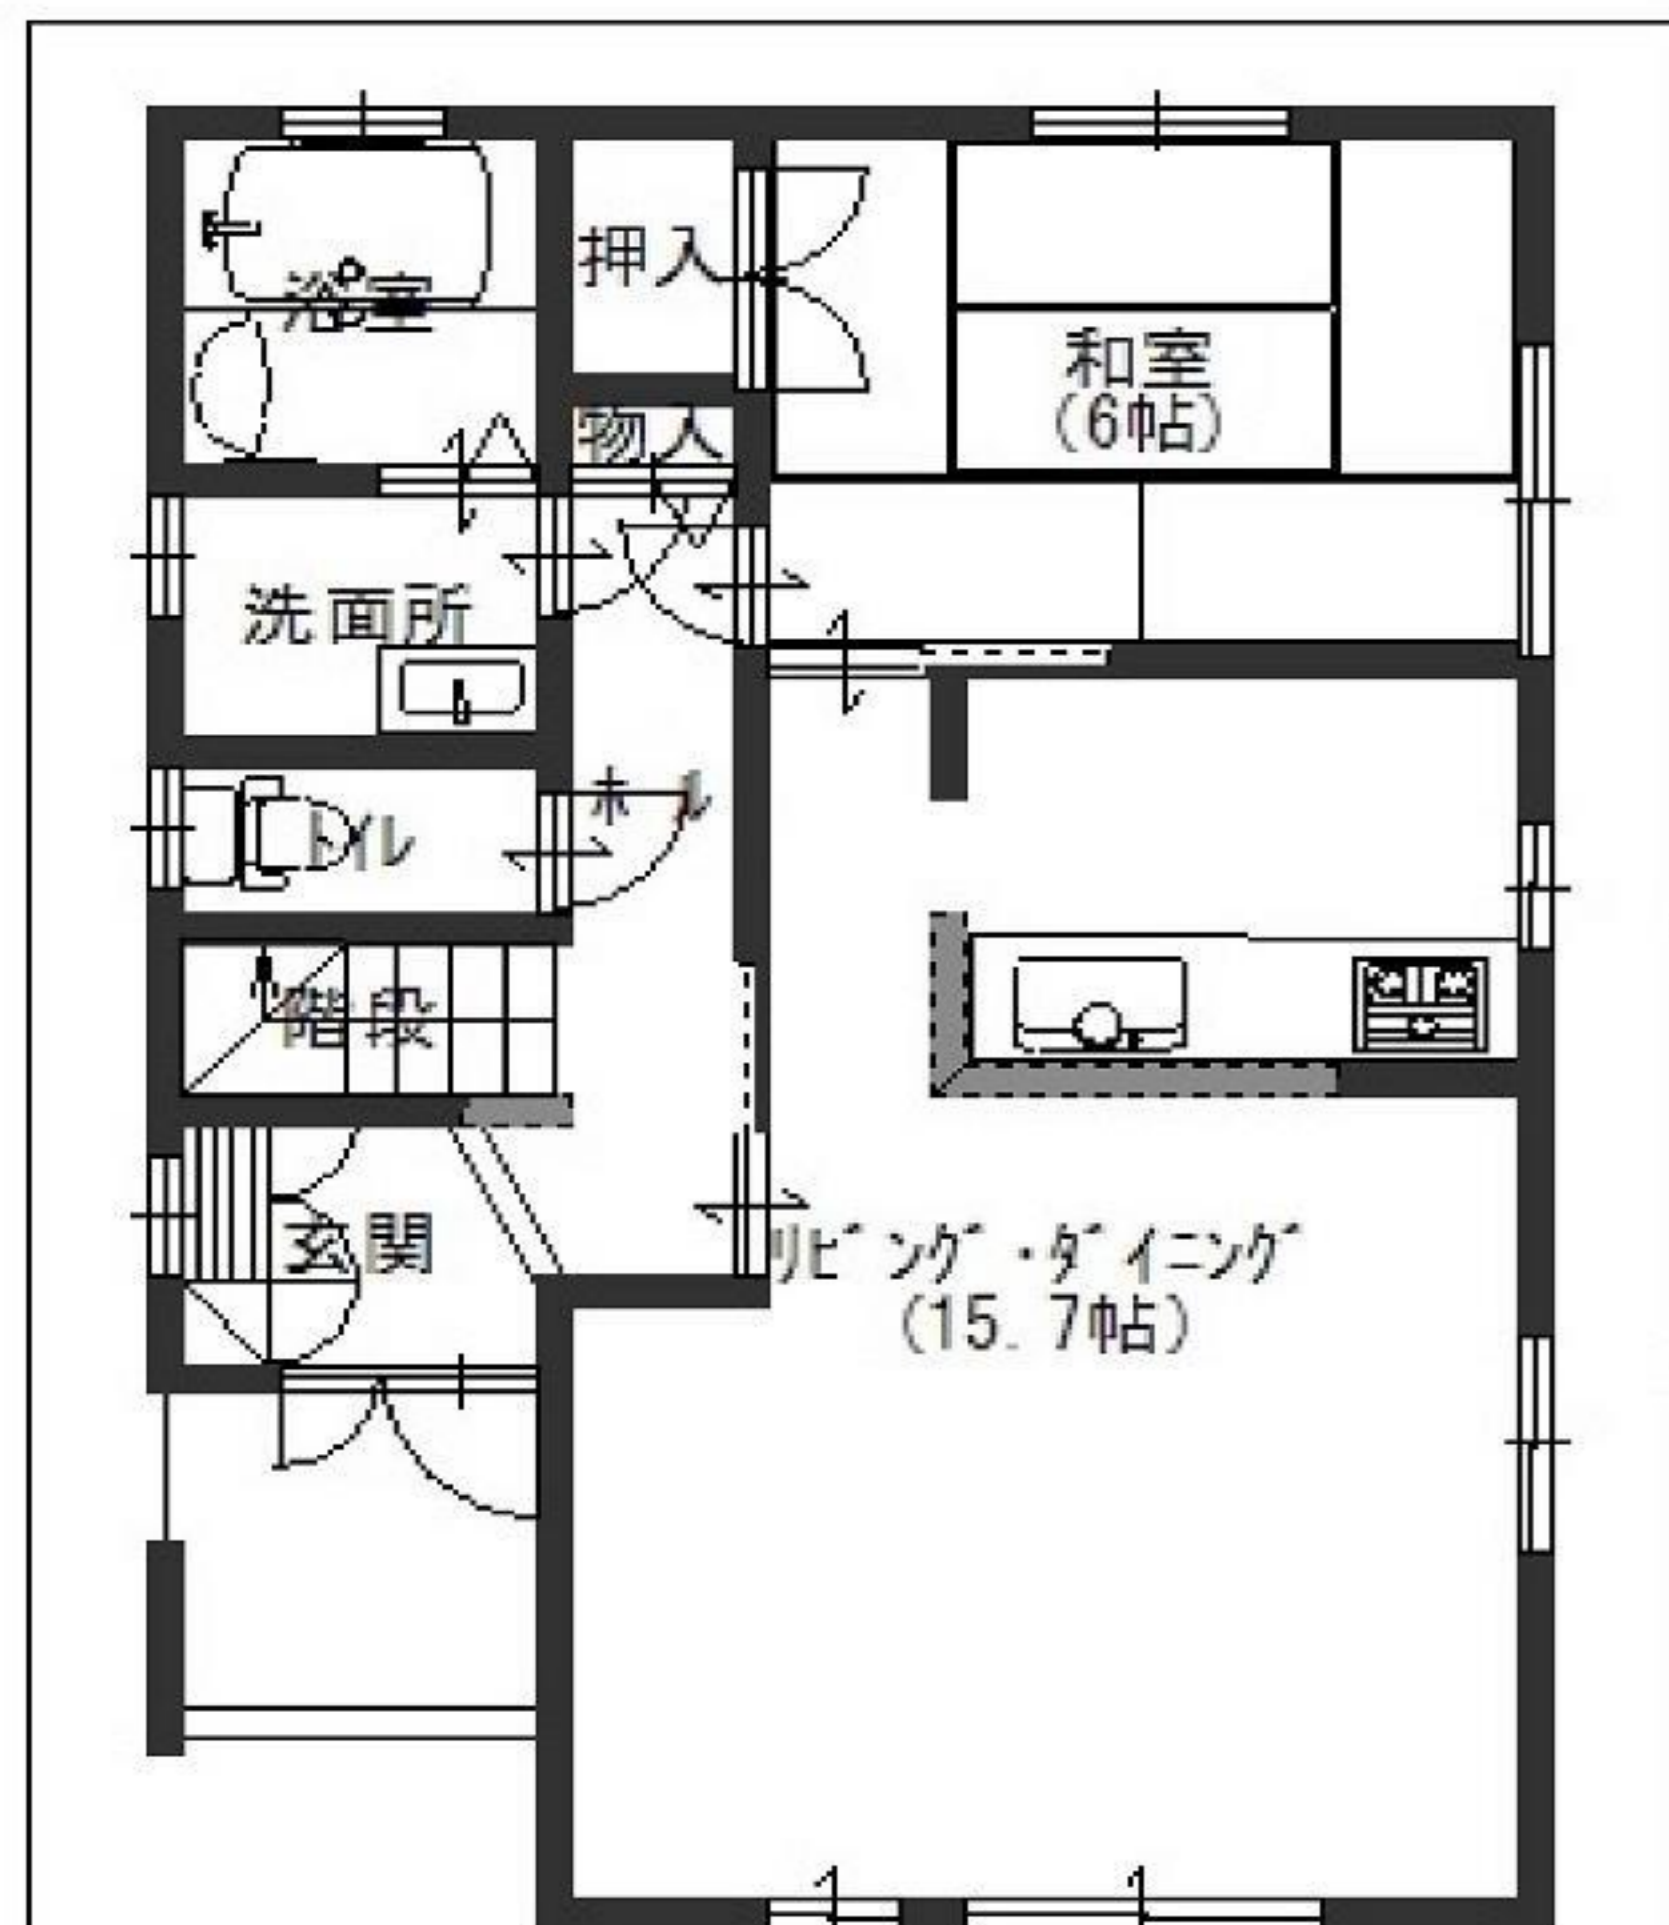 浴室
押入
和室
(6帖)
物入
洗面所
ﾎｰﾙ
ﾄｲﾚ
階段
玄関
ﾘﾋﾞﾝｸﾞ・ﾀﾞｲﾆﾝｸﾞ
(15.7帖)